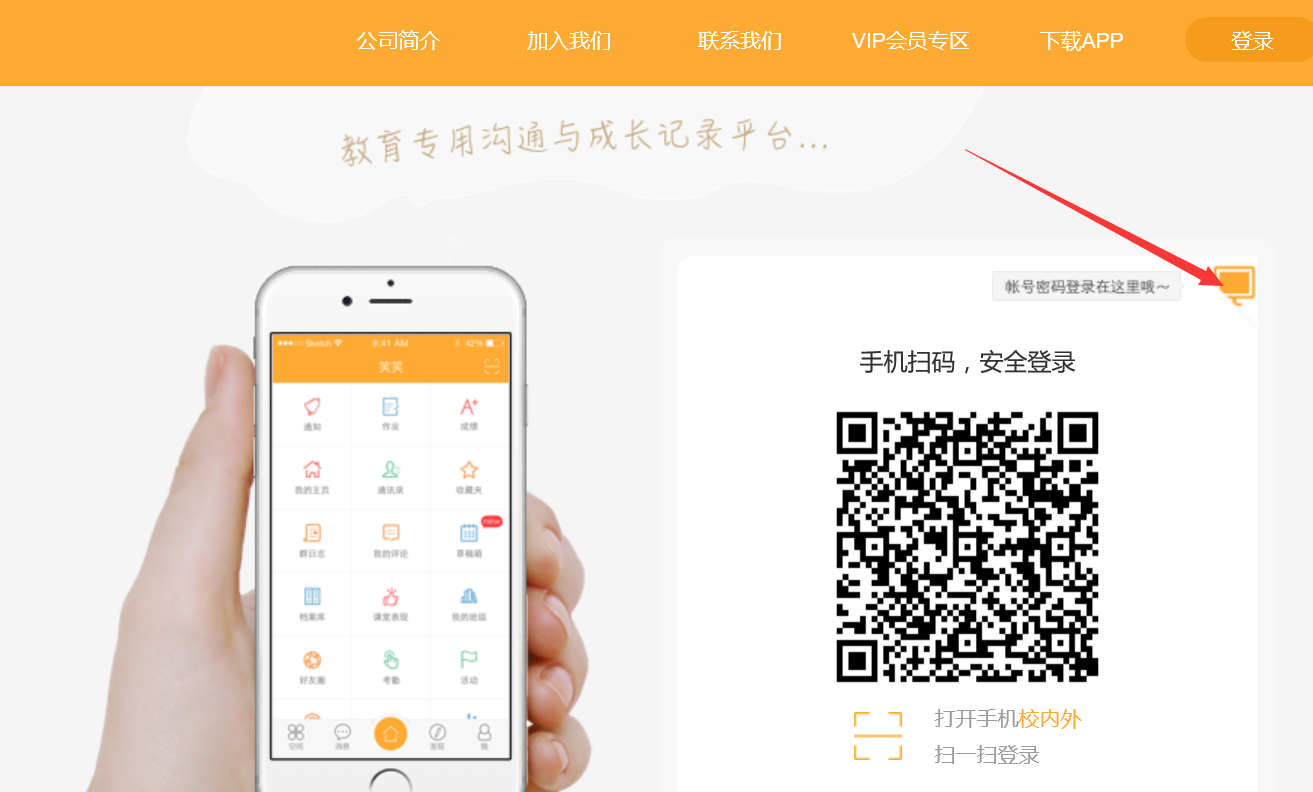 公司简介 加入我们 联系我们 VIP会员专区 下载APP 登录
教育专用沟通与成长记录平台...
帐号密码登录在这里哦～
手机扫码，安全登录
Sketch 9:41 AM 42%
笑笑
通知 作业 成绩
我的主页 通讯录 收藏夹
new
群日志 我的评论 草稿箱
档案库 课堂表现 我的班级
好友圈 考勤 活动
空间 消息 发现 我
打开手机校内外
扫一扫登录